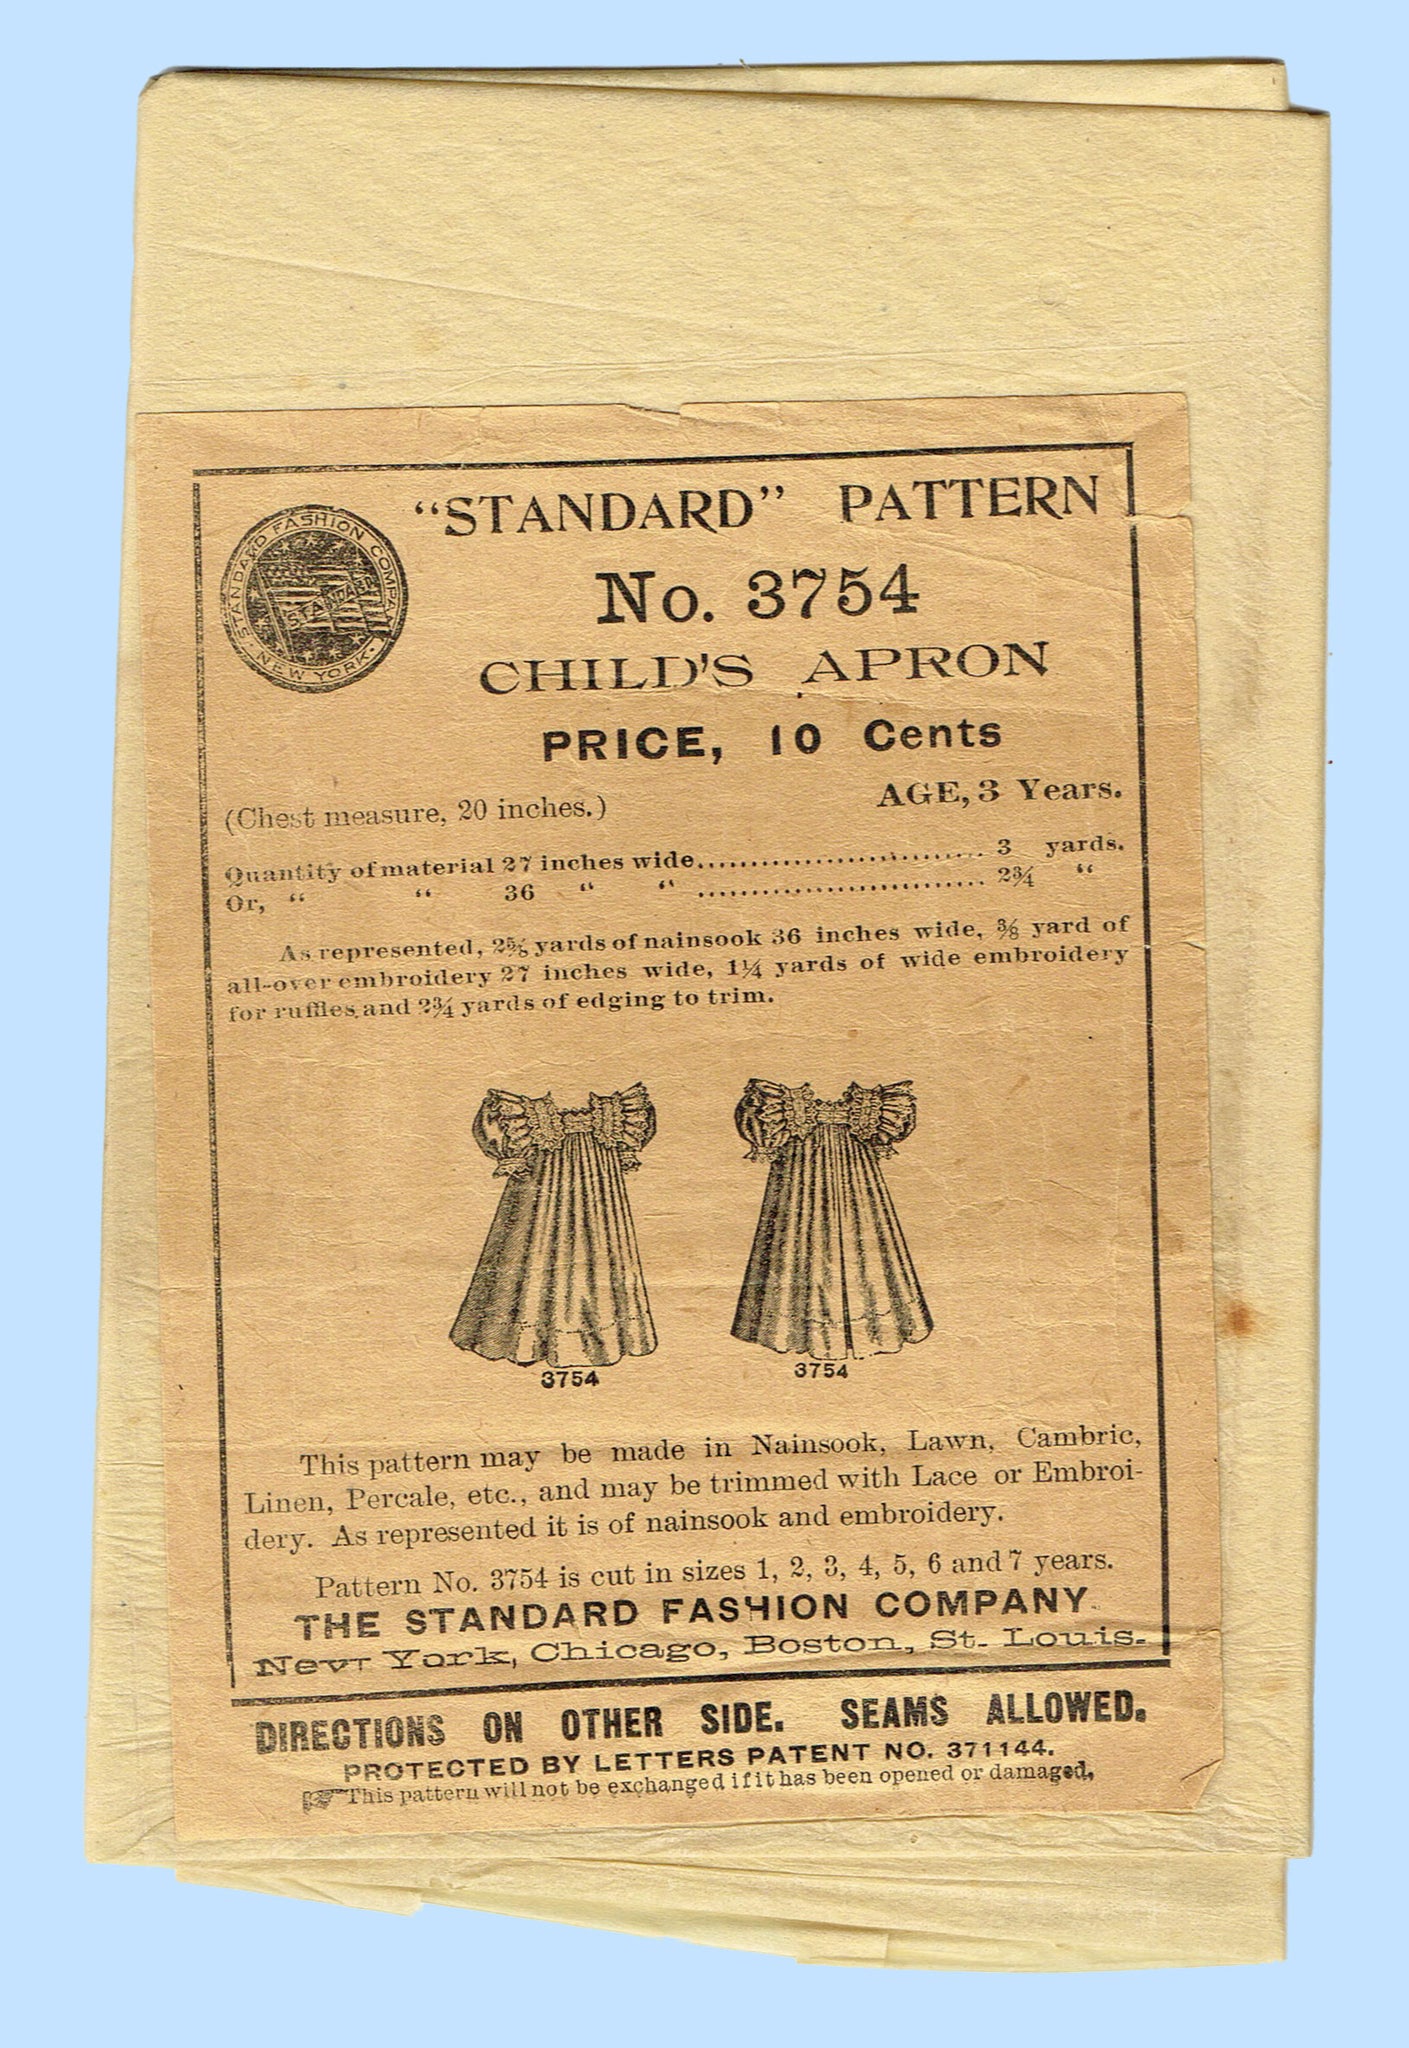 "STANDARD" PATTERN
STANDARD FASHION COMPANY
STANDARD
·NEW YORK·
No. 3754
CHILD'S APRON
PRICE, 10 Cents
(Chest measure, 20 inches.) AGE, 3 Years.
Quantity of material 27 inches wide................................ 3 yards.
Or, " " 36 " " ................................ 2¾ "
As represented, 2⅝ yards of nainsook 36 inches wide, ⅜ yard of
all-over embroidery 27 inches wide, 1¼ yards of wide embroidery
for ruffles and 2¾ yards of edging to trim.
3754 3754
This pattern may be made in Nainsook, Lawn, Cambric,
Linen, Percale, etc., and may be trimmed with Lace or Embroi-
dery. As represented it is of nainsook and embroidery.
Pattern No. 3754 is cut in sizes 1, 2, 3, 4, 5, 6 and 7 years.
THE STANDARD FASHION COMPANY
New York, Chicago, Boston, St. Louis.
DIRECTIONS ON OTHER SIDE. SEAMS ALLOWED.
PROTECTED BY LETTERS PATENT NO. 371144.
☞This pattern will not be exchanged if it has been opened or damaged.